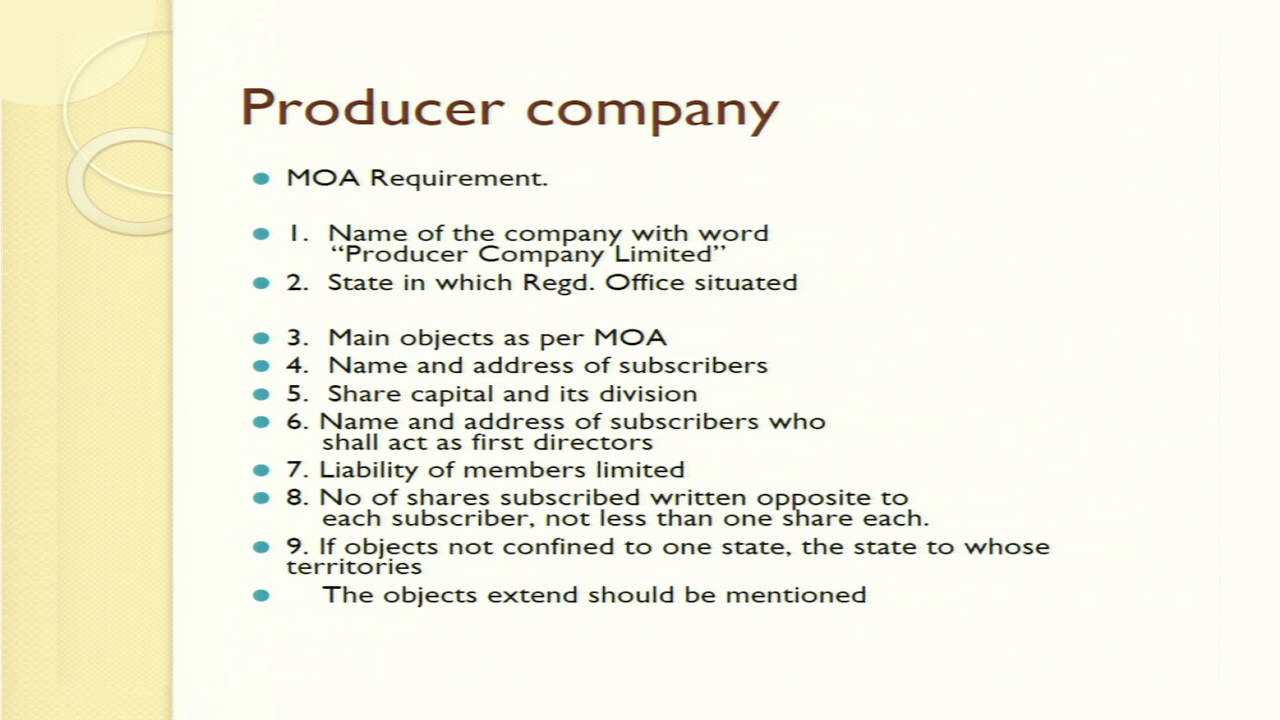 Producer company
MOA Requirement.
1. Name of the company with word
“Producer Company Limited”
2. State in which Regd. Office situated
3. Main objects as per MOA
4. Name and address of subscribers
5. Share capital and its division
6. Name and address of subscribers who
shall act as first directors
7. Liability of members limited
8. No of shares subscribed written opposite to
each subscriber, not less than one share each.
9. If objects not confined to one state, the state to whose
territories
The objects extend should be mentioned